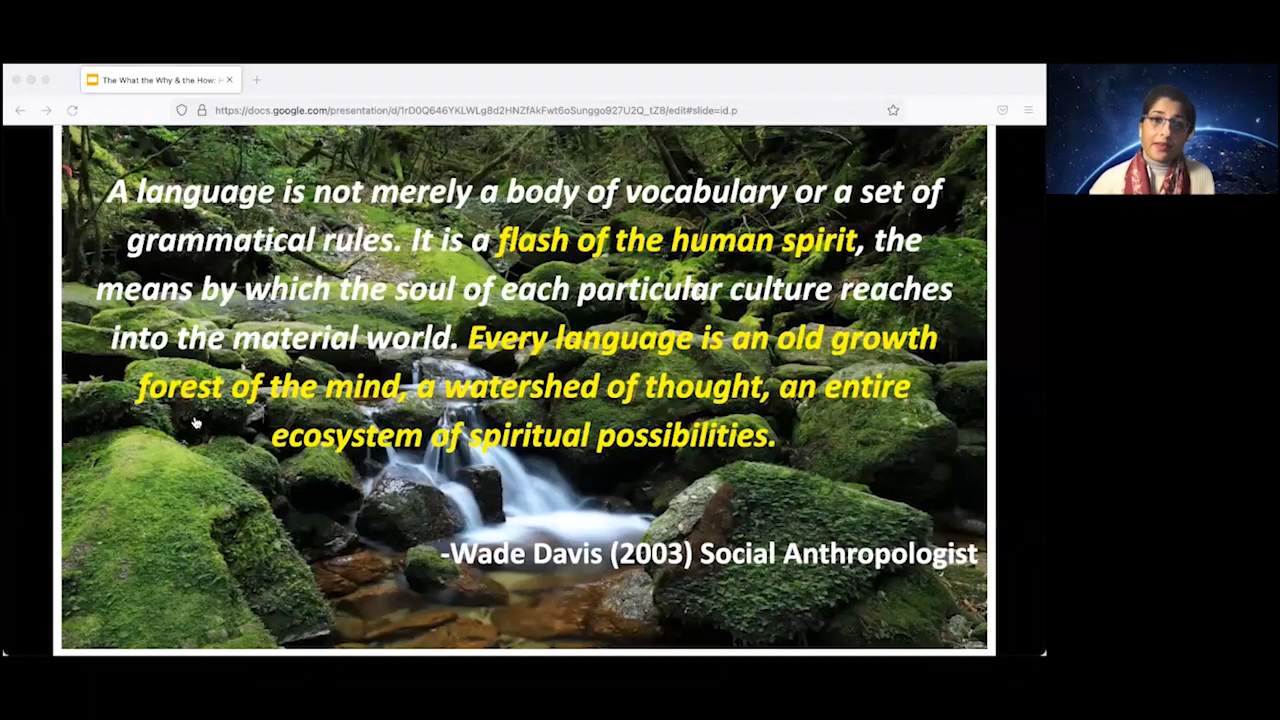 The What the Why & the How: H
https://docs.google.com/presentation/d/1rD0Q646YKLWLg8d2HNZfAkFwt6oSunggo927U2Q_tZ8/edit#slide=id.p
A language is not merely a body of vocabulary or a set of
grammatical rules. It is a flash of the human spirit, the
means by which the soul of each particular culture reaches
into the material world. Every language is an old growth
forest of the mind, a watershed of thought, an entire
ecosystem of spiritual possibilities.
-Wade Davis (2003) Social Anthropologist